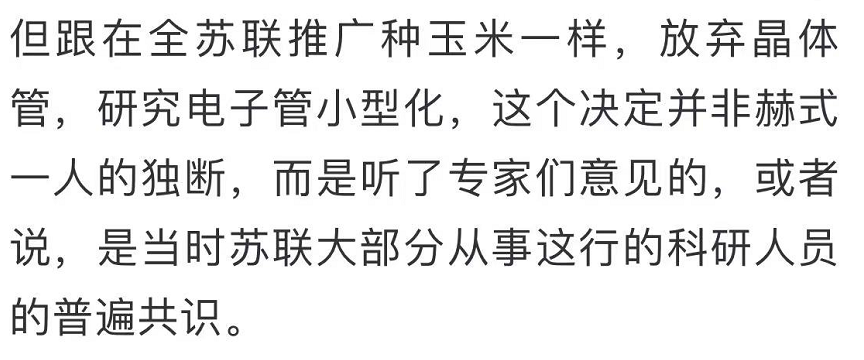 但跟在全苏联推广种玉米一样，放弃晶体
管，研究电子管小型化，这个决定并非赫式
一人的独断，而是听了专家们意见的，或者
说，是当时苏联大部分从事这行的科研人员
的普遍共识。